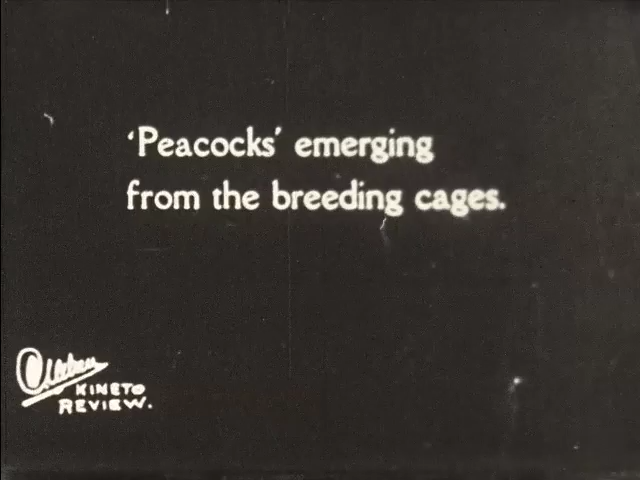 ‘Peacocks’ emerging
from the breeding cages.
KINETO
REVIEW.